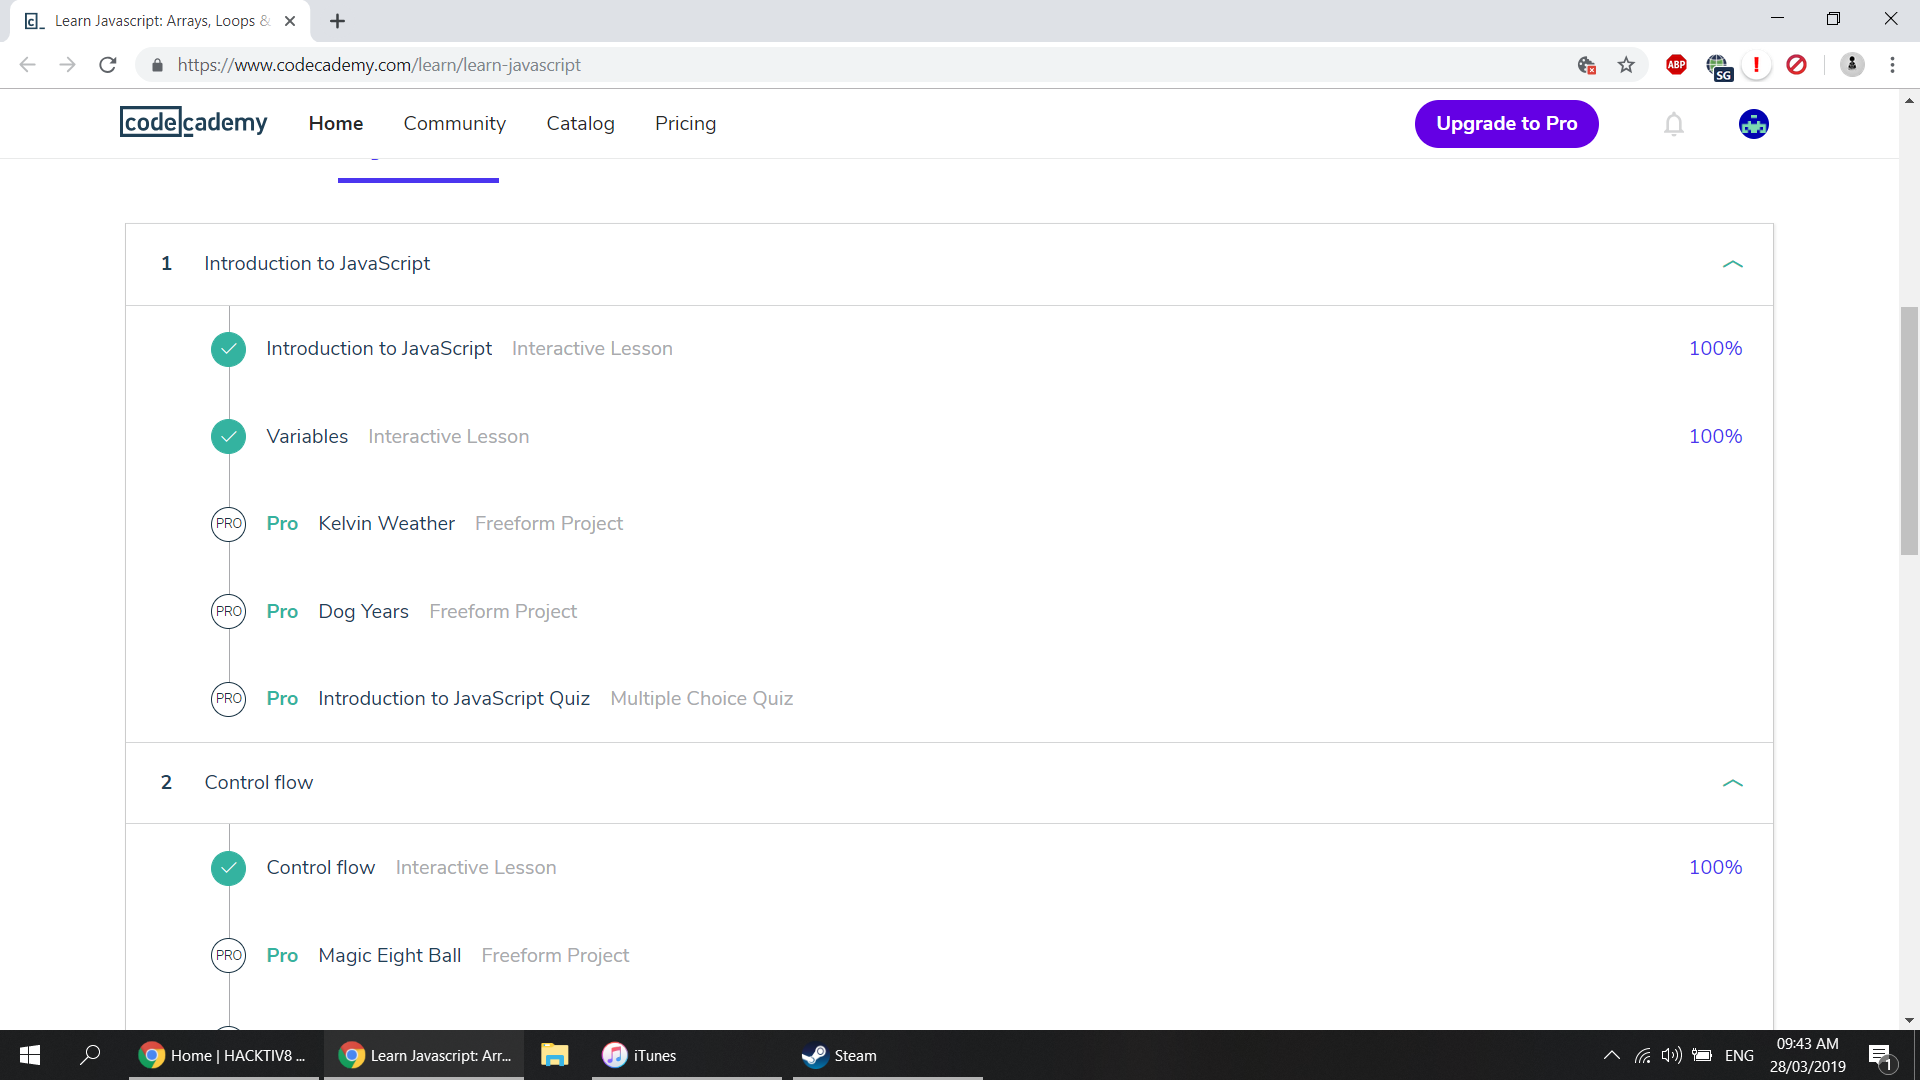 Learn Javascript: Arrays, Loops &
https://www.codecademy.com/learn/learn-javascript
ABP
SG
codecademy Home Community Catalog Pricing Upgrade to Pro
1 Introduction to JavaScript
Introduction to JavaScript Interactive Lesson 100%
Variables Interactive Lesson 100%
PRO Pro Kelvin Weather Freeform Project
PRO Pro Dog Years Freeform Project
PRO Pro Introduction to JavaScript Quiz Multiple Choice Quiz
2 Control flow
Control flow Interactive Lesson 100%
PRO Pro Magic Eight Ball Freeform Project
Home | HACKTIV8 ... Learn Javascript: Arr... iTunes Steam ENG
09:43 AM
28/03/2019
1